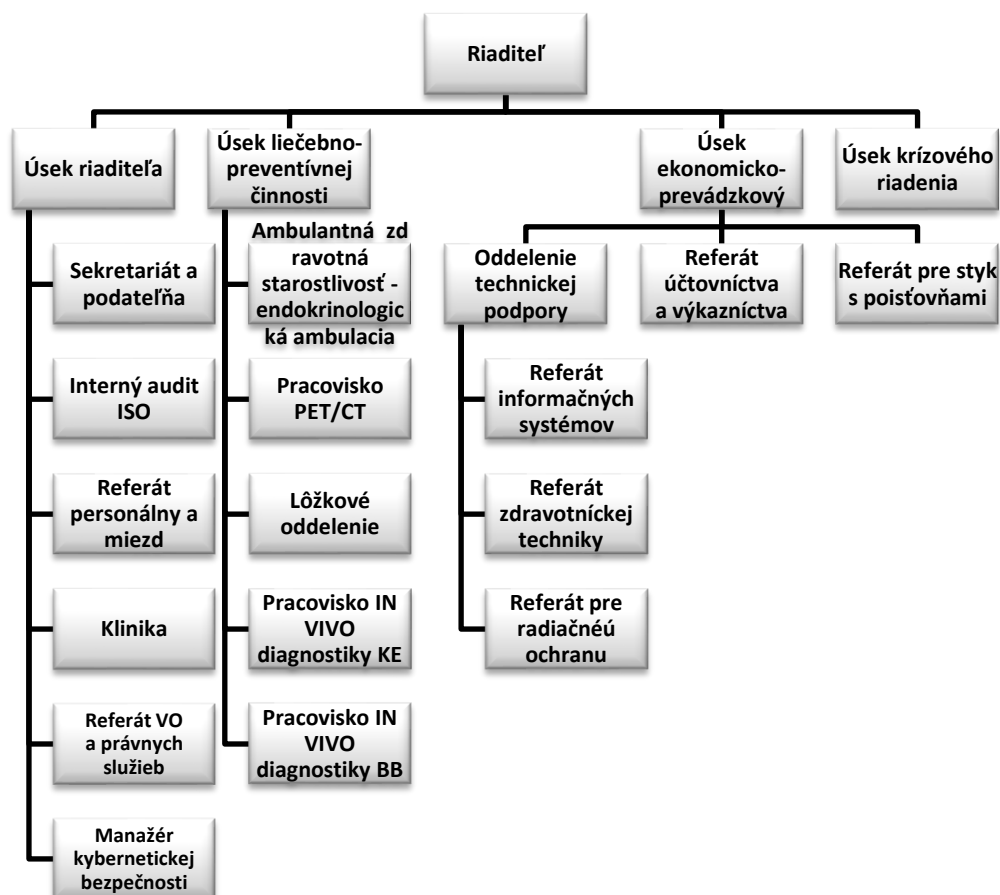 Riaditeľ
Úsek riaditeľa
Úsek liečebno-
preventívnej
činnosti
Úsek
ekonomicko-
prevádzkový
Úsek krízového
riadenia
Sekretariát a
podateľňa
Interný audit
ISO
Referát
personálny a
miezd
Klinika
Referát VO
a právnych
služieb
Manažér
kybernetickej
bezpečnosti
Ambulantná zd
ravotná
starostlivosť -
endokrinologic
ká ambulacia
Pracovisko
PET/CT
Lôžkové
oddelenie
Pracovisko IN
VIVO
diagnostiky KE
Pracovisko IN
VIVO
diagnostiky BB
Oddelenie
technickej
podpory
Referát
informačných
systémov
Referát
zdravotníckej
techniky
Referát pre
radiačnéú
ochranu
Referát
účtovníctva
a výkazníctva
Referát pre styk
s poisťovňami